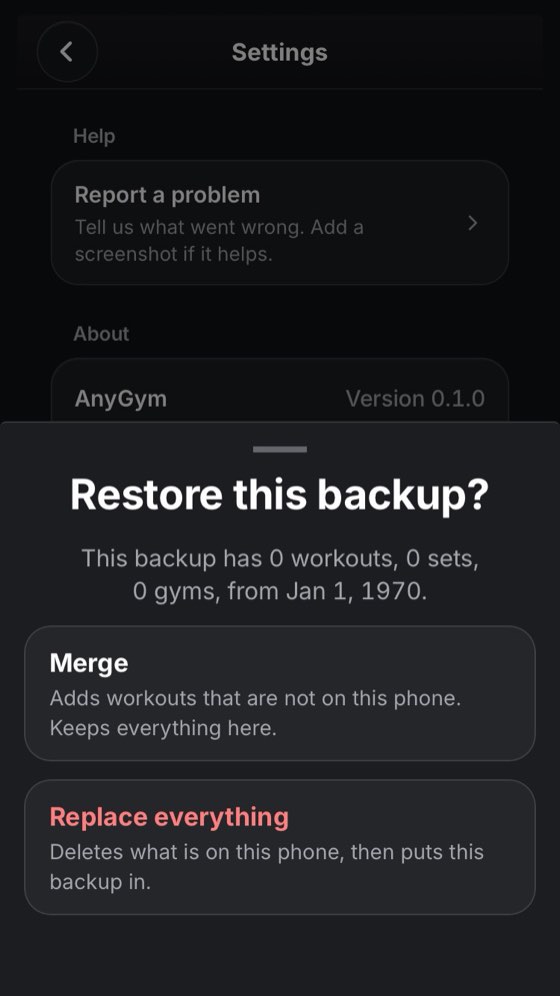 Settings
Help
Report a problem
Tell us what went wrong. Add a
screenshot if it helps.
About
AnyGym
Version 0.1.0
Restore this backup?
This backup has 0 workouts, 0 sets,
0 gyms, from Jan 1, 1970.
Merge
Adds workouts that are not on this phone.
Keeps everything here.
Replace everything
Deletes what is on this phone, then puts this
backup in.